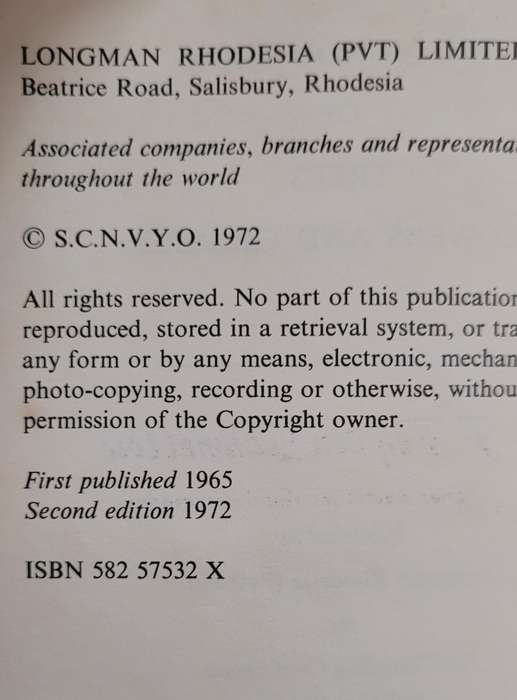 LONGMAN RHODESIA (PVT) LIMITE
Beatrice Road, Salisbury, Rhodesia
Associated companies, branches and representa
throughout the world
© S.C.N.V.Y.O. 1972
All rights reserved. No part of this publication
reproduced, stored in a retrieval system, or tra
any form or by any means, electronic, mechan
photo-copying, recording or otherwise, withou
permission of the Copyright owner.
First published 1965
Second edition 1972
ISBN 582 57532 X